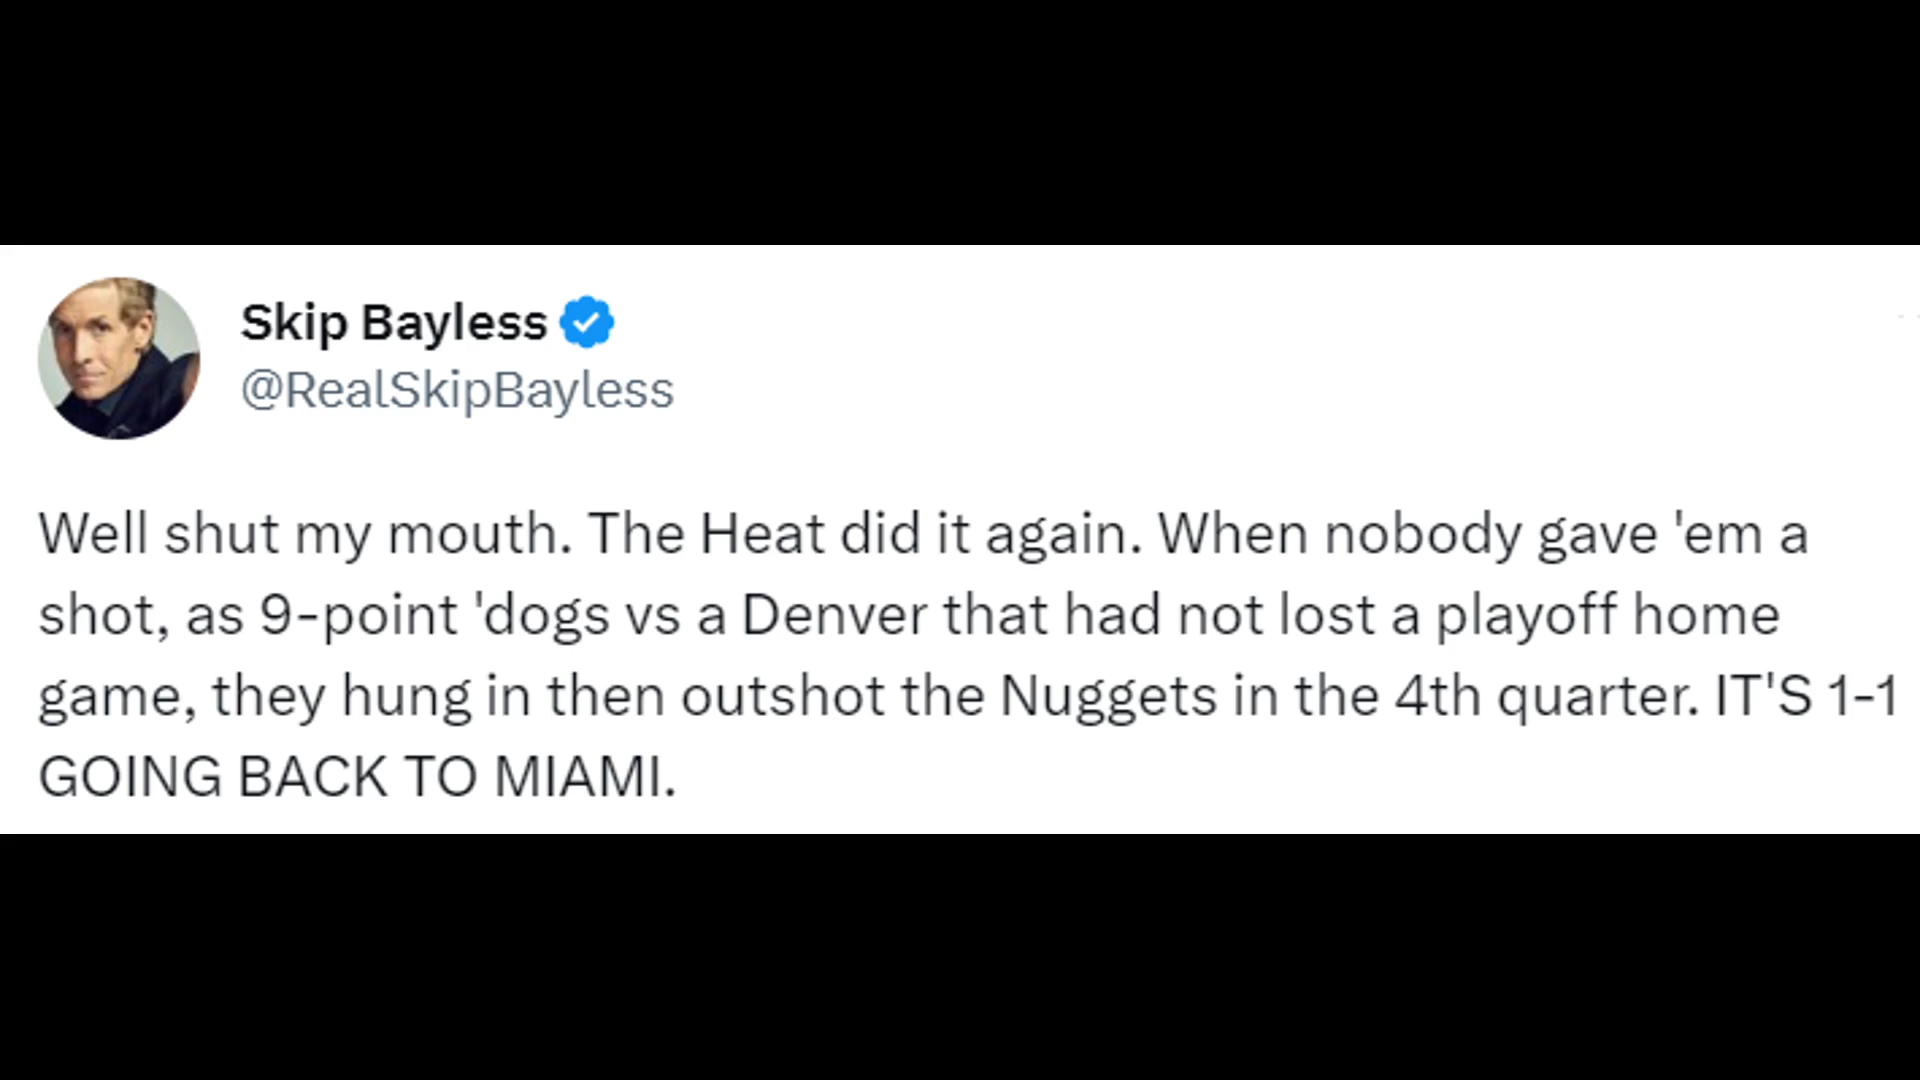 Skip Bayless
@RealSkipBayless
Well shut my mouth. The Heat did it again. When nobody gave 'em a
shot, as 9-point 'dogs vs a Denver that had not lost a playoff home
game, they hung in then outshot the Nuggets in the 4th quarter. IT'S 1-1
GOING BACK TO MIAMI.